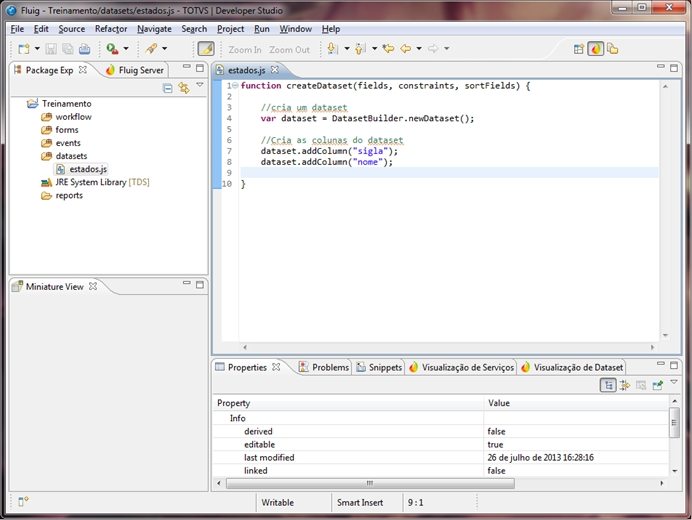 Fluig - Treinamento/datasets/estados.js - TOTVS | Developer Studio
File Edit Source Refactor Navigate Search Project Run Window Help
Zoom In Zoom Out
Package Exp
Fluig Server
Treinamento
workflow
forms
events
datasets
estados.js
JRE System Library [TDS]
reports
Miniature View
estados.js
1 function createDataset(fields, constraints, sortFields) {
2
3 //cria um dataset
4 var dataset = DatasetBuilder.newDataset();
5
6 //Cria as colunas do dataset
7 dataset.addColumn("sigla");
8 dataset.addColumn("nome");
9
10 }
Properties Problems Snippets Visualização de Serviços Visualização de Dataset
Property Value
Info
derived false
editable true
last modified 26 de julho de 2013 16:28:16
linked false
Writable Smart Insert 9 : 1